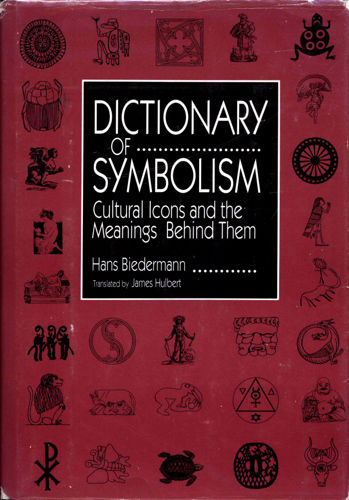 DICTIONARY
OF
SYMBOLISM
Cultural Icons and the
Meanings Behind Them
Hans Biedermann
Translated by James Hulbert